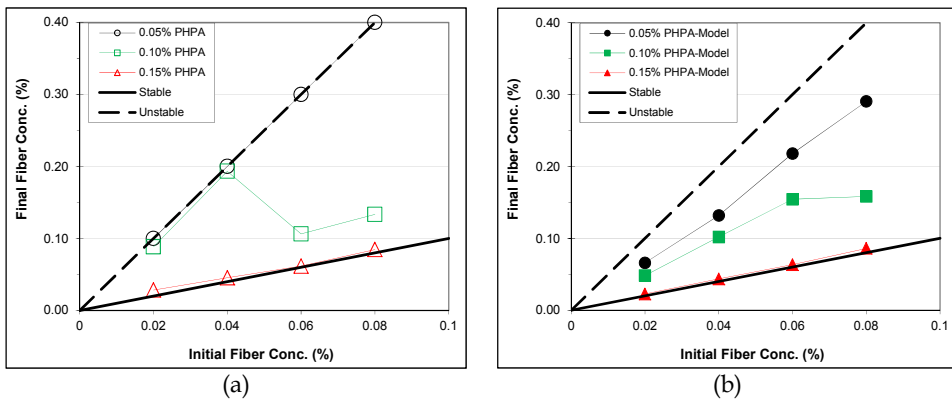 0.40
0.30
0.20
0.10
0.00
Final Fiber Conc. (%)
0.05% PHPA
0.10% PHPA
0.15% PHPA
Stable
Unstable
0
0.02
0.04
0.06
0.08
0.1
Initial Fiber Conc. (%)
(a)
0.40
0.30
0.20
0.10
0.00
Final Fiber Conc. (%)
0.05% PHPA-Model
0.10% PHPA-Model
0.15% PHPA-Model
Stable
Unstable
0
0.02
0.04
0.06
0.08
0.1
Initial Fiber Conc. (%)
(b)